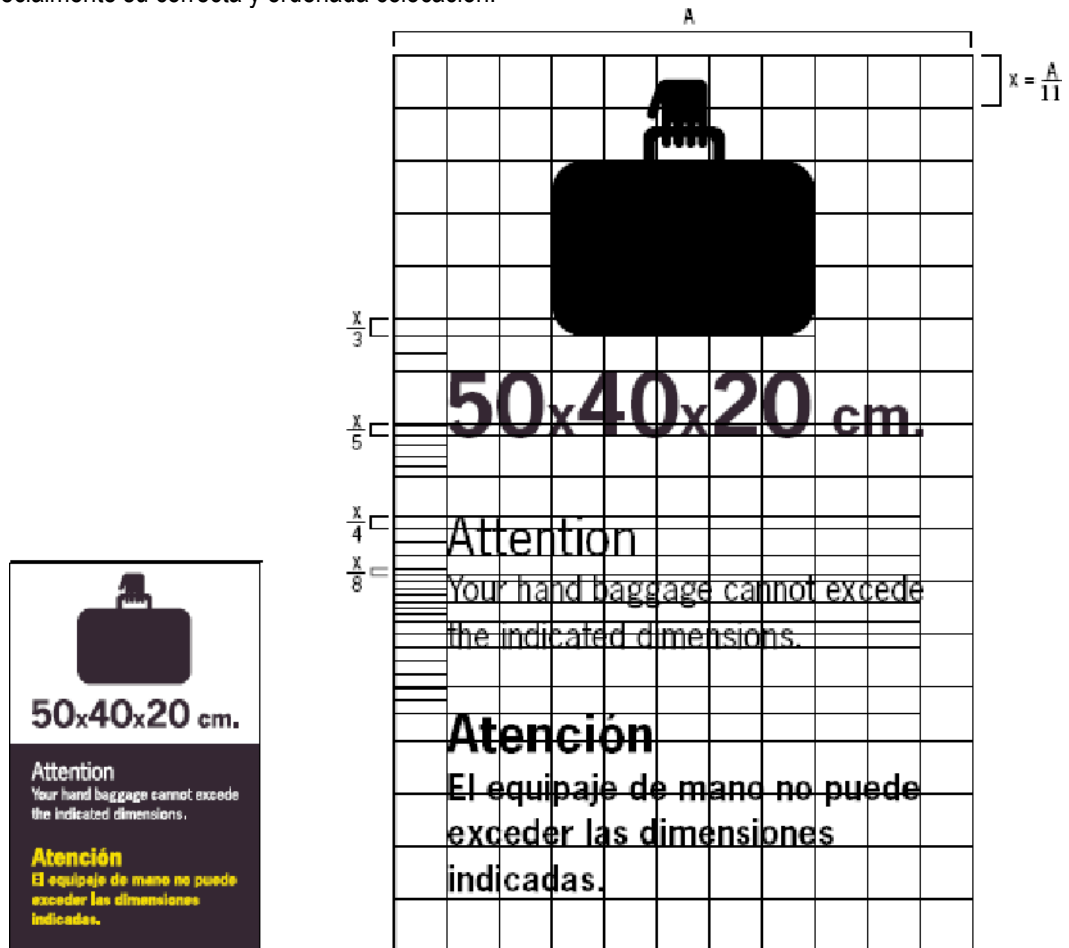 su correcta y ordenada colocación.
A
x = A
11
x
3
50x40x20 cm.
x
5
x
4
Attention
x
8
Your hand baggage cannot excede
the indicated dimensions.
Atención
El equipaje de mano no puede
exceder las dimensiones
indicadas.
50x40x20 cm.
Attention
Your hand baggage cannot excede
the indicated dimensions.
Atención
El equipaje de mano no puede
exceder las dimensiones
indicadas.